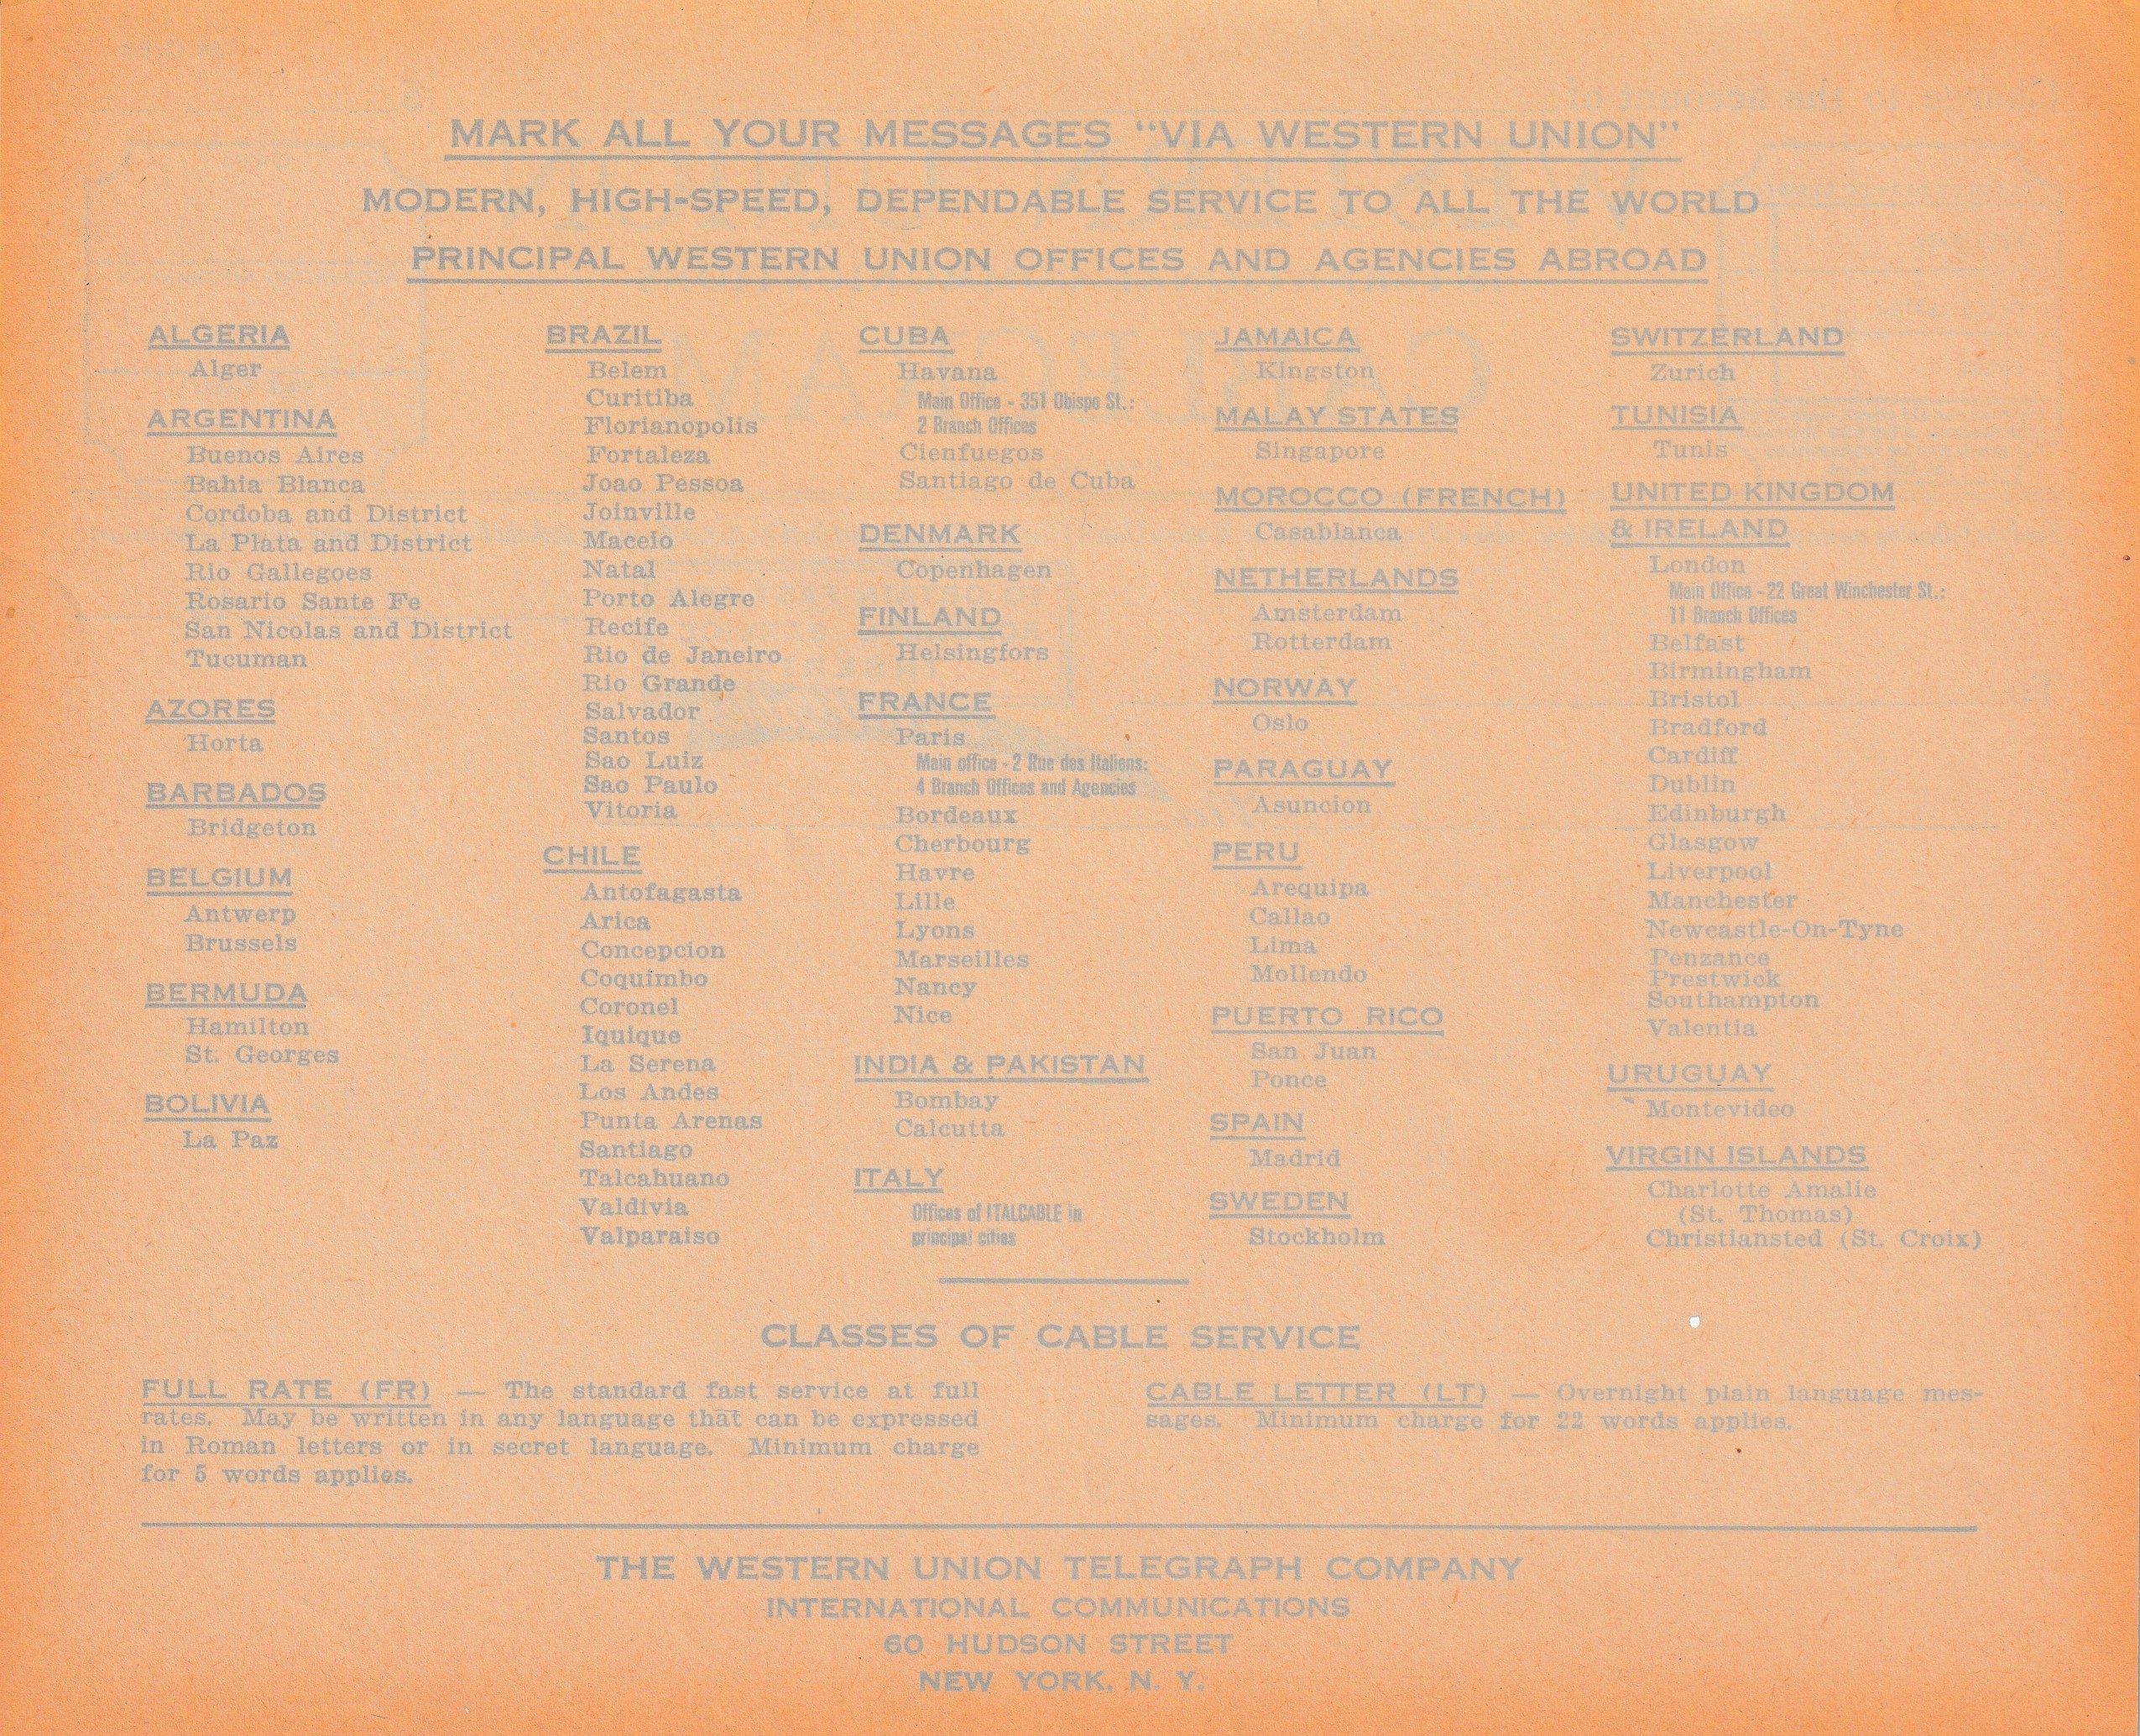 MARK ALL YOUR MESSAGES “VIA WESTERN UNION”
MODERN, HIGH-SPEED, DEPENDABLE SERVICE TO ALL THE WORLD
PRINCIPAL WESTERN UNION OFFICES AND AGENCIES ABROAD
ALGERIA
Alger
ARGENTINA
Buenos Aires
Bahia Blanca
Cordoba and District
La Plata and District
Rio Gallegoes
Rosario Sante Fe
San Nicolas and District
Tucuman
AZORES
Horta
BARBADOS
Bridgeton
BELGIUM
Antwerp
Brussels
BERMUDA
Hamilton
St. Georges
BOLIVIA
La Paz
BRAZIL
Belem
Curitiba
Florianopolis
Fortaleza
Joao Pessoa
Joinville
Maceio
Natal
Porto Alegre
Recife
Rio de Janeiro
Rio Grande
Salvador
Santos
Sao Luiz
Sao Paulo
Vitoria
CHILE
Antofagasta
Arica
Concepcion
Coquimbo
Coronel
Iquique
La Serena
Los Andes
Punta Arenas
Santiago
Talcahuano
Valdivia
Valparaiso
CUBA
Havana
Main Office - 351 Obispo St.:
2 Branch Offices
Cienfuegos
Santiago de Cuba
DENMARK
Copenhagen
FINLAND
Helsingfors
FRANCE
Paris
Main office - 2 Rue des Italiens:
4 Branch Offices and Agencies
Bordeaux
Cherbourg
Havre
Lille
Lyons
Marseilles
Nancy
Nice
INDIA & PAKISTAN
Bombay
Calcutta
ITALY
Offices of ITALCABLE in
principal cities
JAMAICA
Kingston
MALAY STATES
Singapore
MOROCCO (FRENCH)
Casablanca
NETHERLANDS
Amsterdam
Rotterdam
NORWAY
Oslo
PARAGUAY
Asuncion
PERU
Arequipa
Callao
Lima
Mollendo
PUERTO RICO
San Juan
Ponce
SPAIN
Madrid
SWEDEN
Stockholm
SWITZERLAND
Zurich
TUNISIA
Tunis
UNITED KINGDOM
& IRELAND
London
Main Office - 22 Great Winchester St.:
11 Branch Offices
Belfast
Birmingham
Bristol
Bradford
Cardiff
Dublin
Edinburgh
Glasgow
Liverpool
Manchester
Newcastle-On-Tyne
Penzance
Prestwick
Southampton
Valentia
URUGUAY
Montevideo
VIRGIN ISLANDS
Charlotte Amalie
(St. Thomas)
Christiansted (St. Croix)
CLASSES OF CABLE SERVICE
FULL RATE (FR) — The standard fast service at full
rates. May be written in any language that can be expressed
in Roman letters or in secret language. Minimum charge
for 5 words applies.
CABLE LETTER (LT) — Overnight plain language mes-
sages. Minimum charge for 22 words applies.
THE WESTERN UNION TELEGRAPH COMPANY
INTERNATIONAL COMMUNICATIONS
60 HUDSON STREET
NEW YORK, N. Y.